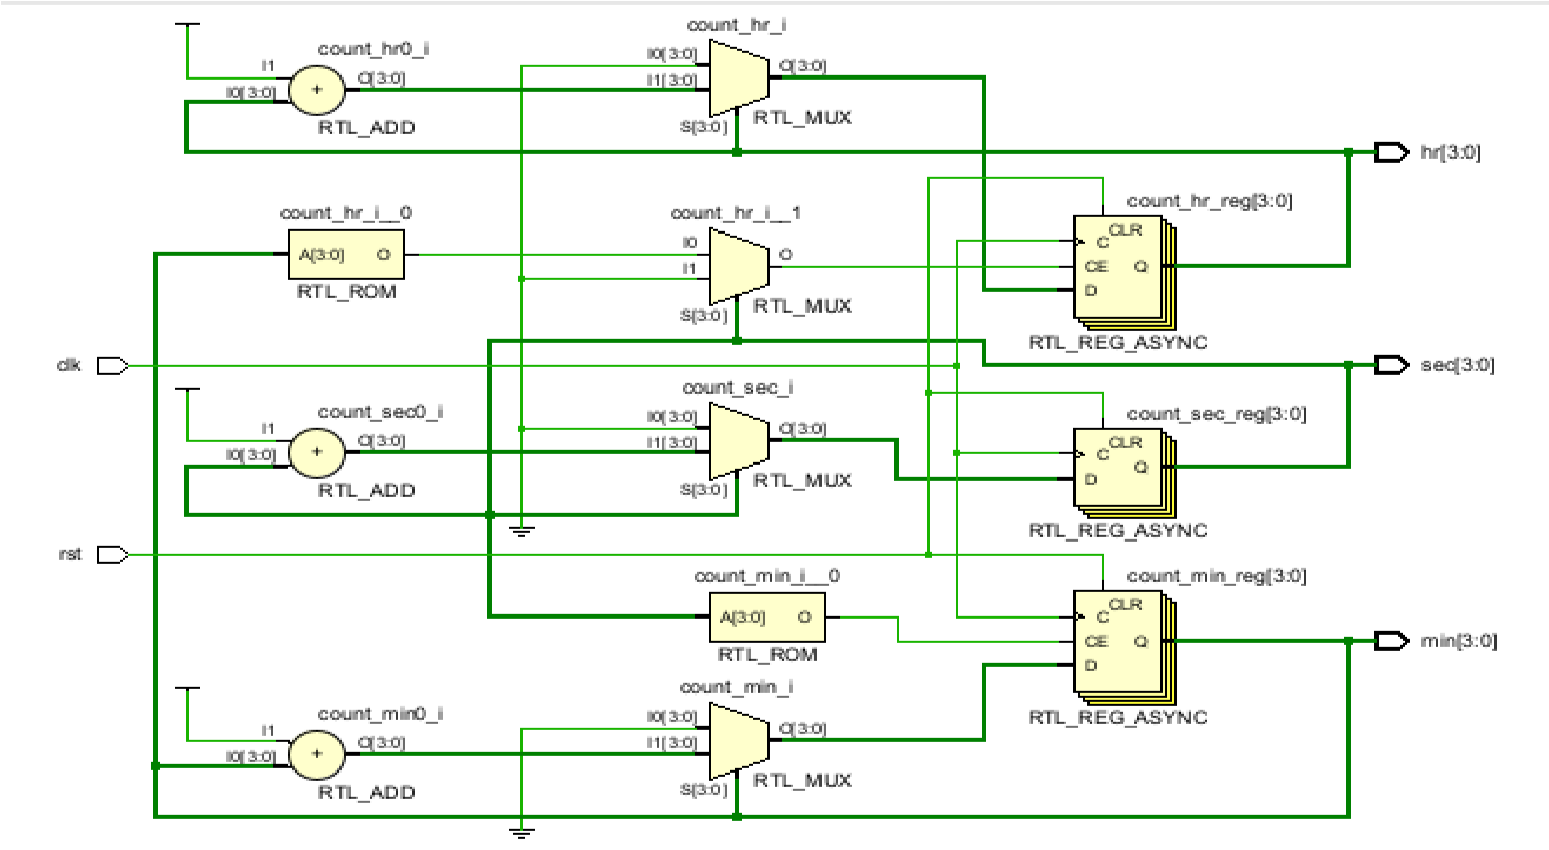 count_hr_i
count_hr0_i
I0[3:0]
I1
O[3:0]
O[3:0]
I1[3:0]
+
I0[3:0]
RTL_MUX
RTL_ADD
S[3:0]
hr[3:0]
count_hr_reg[3:0]
count_hr_i__0
count_hr_i__1
CLR
C
I0
A[3:0] O
O
I1
CE Q
D
RTL_ROM
RTL_MUX
S[3:0]
RTL_REG_ASYNC
clk
sec[3:0]
count_sec_i
count_sec0_i
I0[3:0]
count_sec_reg[3:0]
I1
O[3:0]
O[3:0]
I1[3:0]
CLR
C
+
I0[3:0]
Q
D
RTL_MUX
RTL_ADD
S[3:0]
RTL_REG_ASYNC
rst
count_min_i__0
count_min_reg[3:0]
CLR
A[3:0] O
C
CE Q
min[3:0]
RTL_ROM
D
count_min_i
count_min0_i
I0[3:0]
RTL_REG_ASYNC
I1
O[3:0]
O[3:0]
I1[3:0]
+
I0[3:0]
RTL_MUX
RTL_ADD
S[3:0]